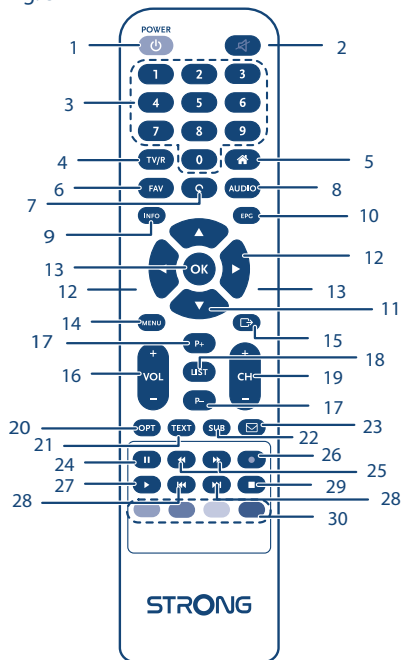 POWER
1 2
1 2 3
3
4 5 6
7 8 9
4 TV/R 0 5
6 FAV AUDIO 8
7
INFO EPG 10
9
12
13 OK
12 13
11
14 MENU
15
17 P+
+ +
18
16 VOL LIST CH 19
- P- -
17
20 OPT TEXT SUB 23
21 22
24 26
25
27 29
28 28
30
STRONG